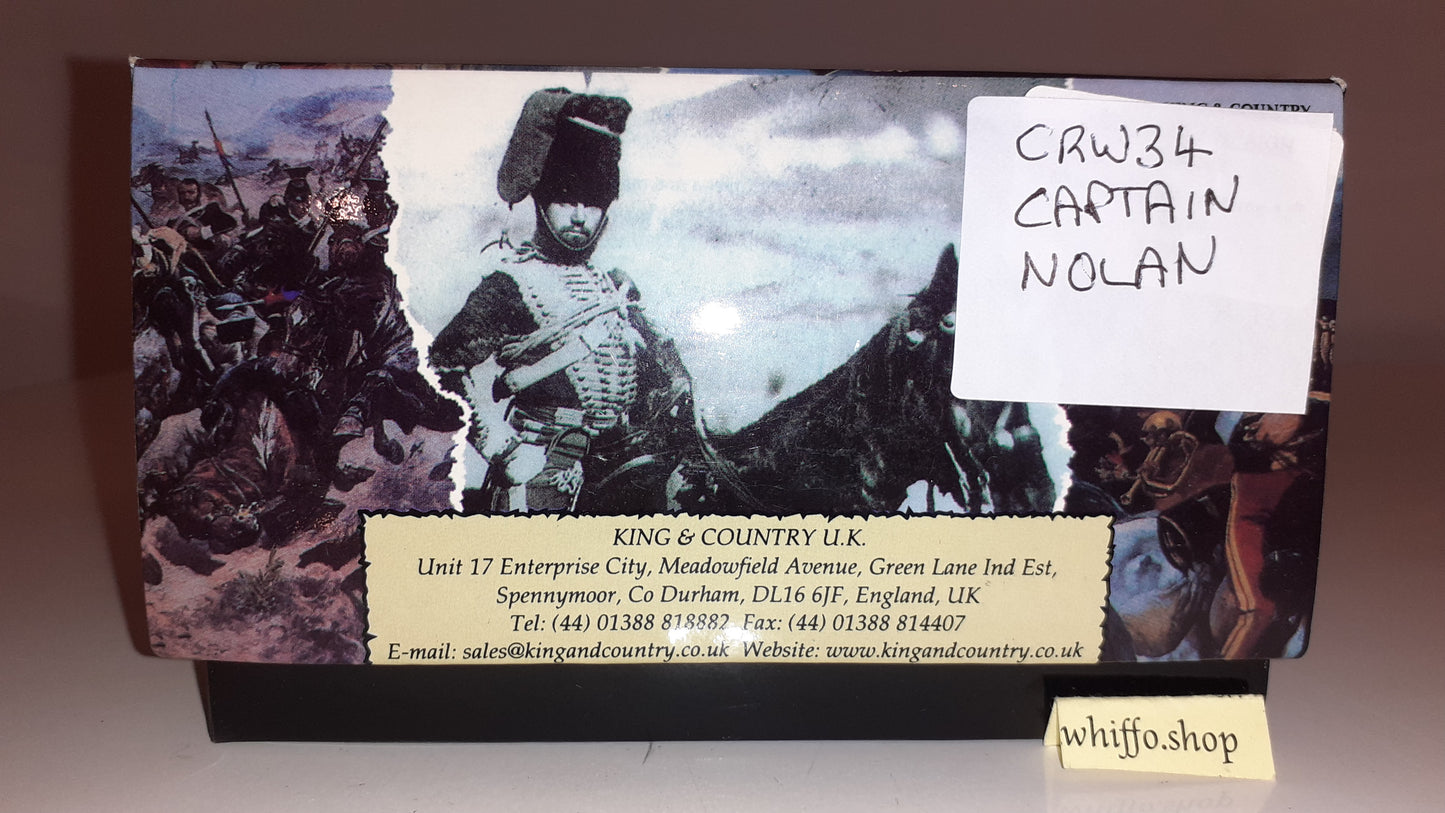 KING & COUNTRY
CRW34
CAPTAIN
NOLAN
KING & COUNTRY U.K.
Unit 17 Enterprise City, Meadowfield Avenue, Green Lane Ind Est,
Spennymoor, Co Durham, DL16 6JF, England, UK
Tel: (44) 01388 818882 Fax: (44) 01388 814407
E-mail: sales@kingandcountry.co.uk Website: www.kingandcountry.co.uk
whiffo.shop